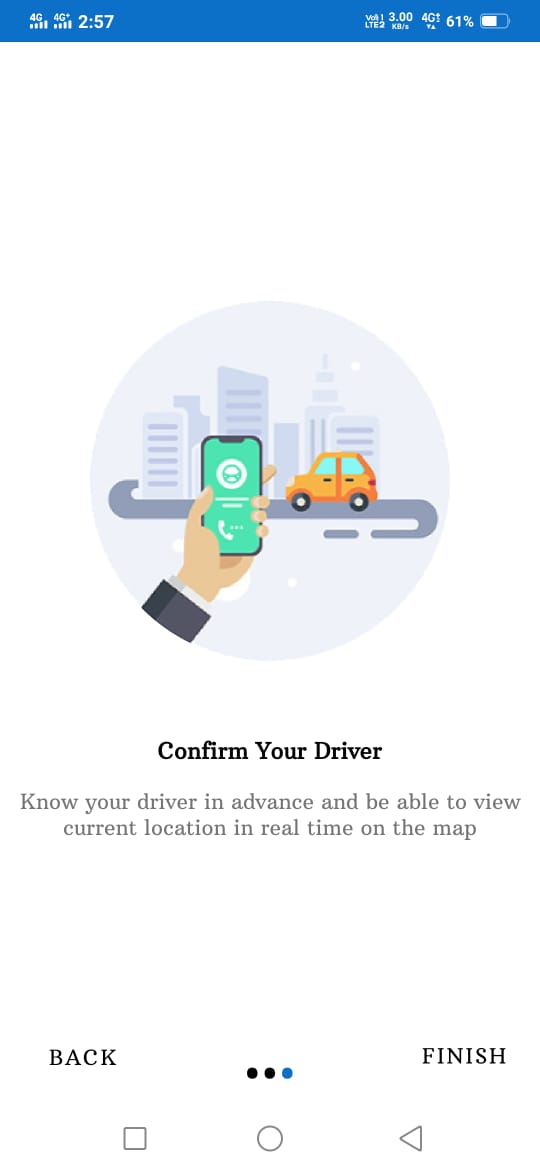 4G 4G+ 2:57 VoB1 LTE2 3.00 KB/s 4G+ 61%
Confirm Your Driver
Know your driver in advance and be able to view
current location in real time on the map
BACK
FINISH